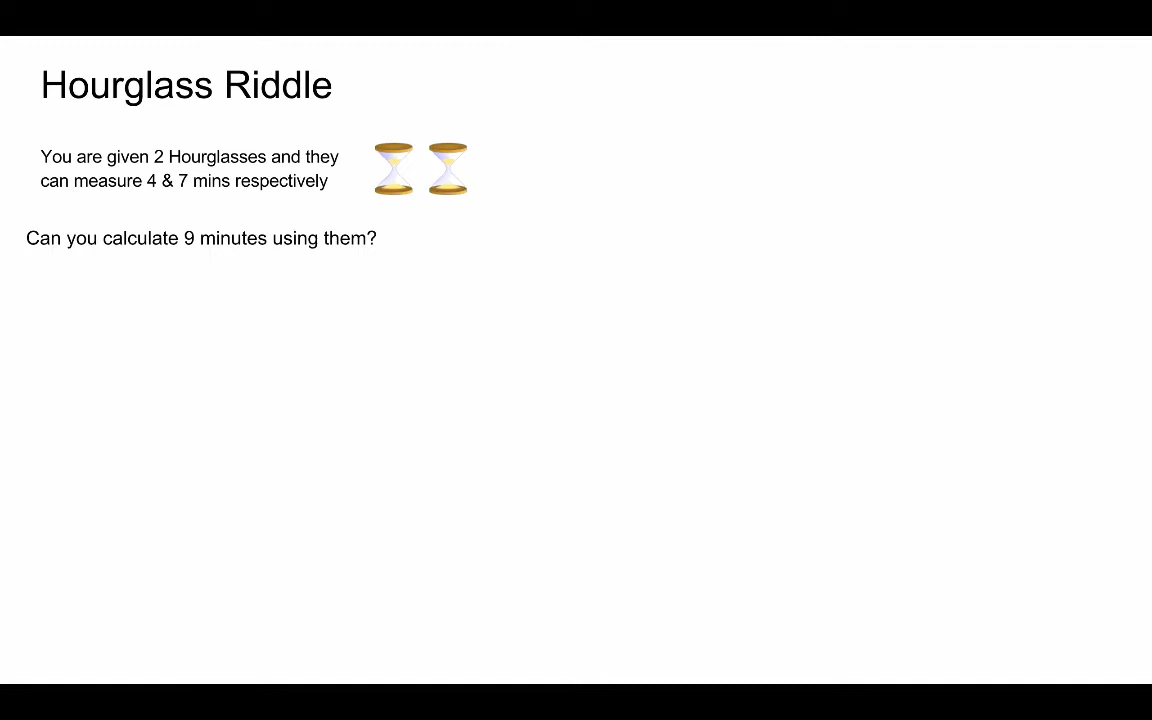 Hourglass Riddle
You are given 2 Hourglasses and they
can measure 4 & 7 mins respectively
Can you calculate 9 minutes using them?